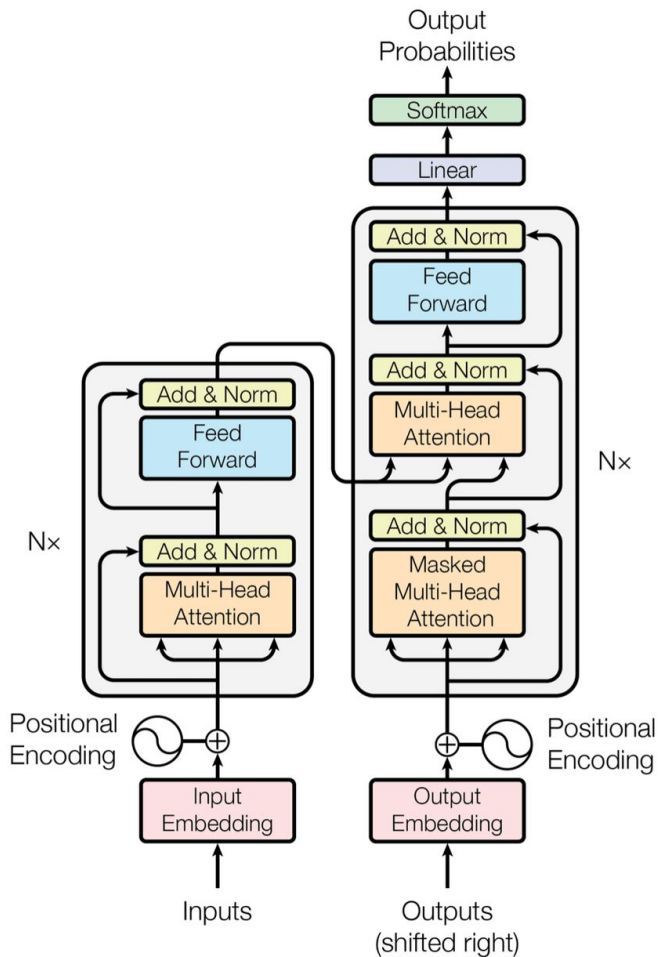 Output
Probabilities
Softmax
Linear
Add & Norm
Feed
Forward
Add & Norm
Multi-Head
Attention
Add & Norm
Masked
Multi-Head
Attention
N×
Add & Norm
Feed
Forward
Add & Norm
Multi-Head
Attention
N×
Positional
Encoding
Positional
Encoding
Input
Embedding
Output
Embedding
Inputs
Outputs
(shifted right)